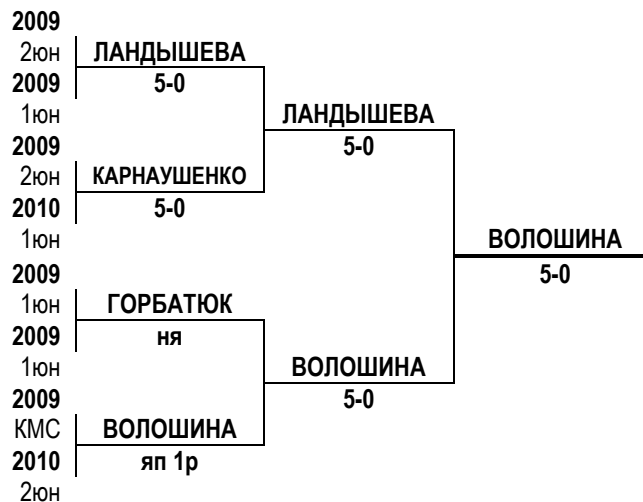 2009
2юн
ЛАНДЫШЕВА
2009
5-0
1юн
ЛАНДЫШЕВА
2009
5-0
2юн
КАРНАУШЕНКО
2010
5-0
1юн
ВОЛОШИНА
2009
5-0
1юн
ГОРБАТЮК
2009
ня
1юн
ВОЛОШИНА
2009
5-0
КМС
ВОЛОШИНА
2010
яп 1р
2юн